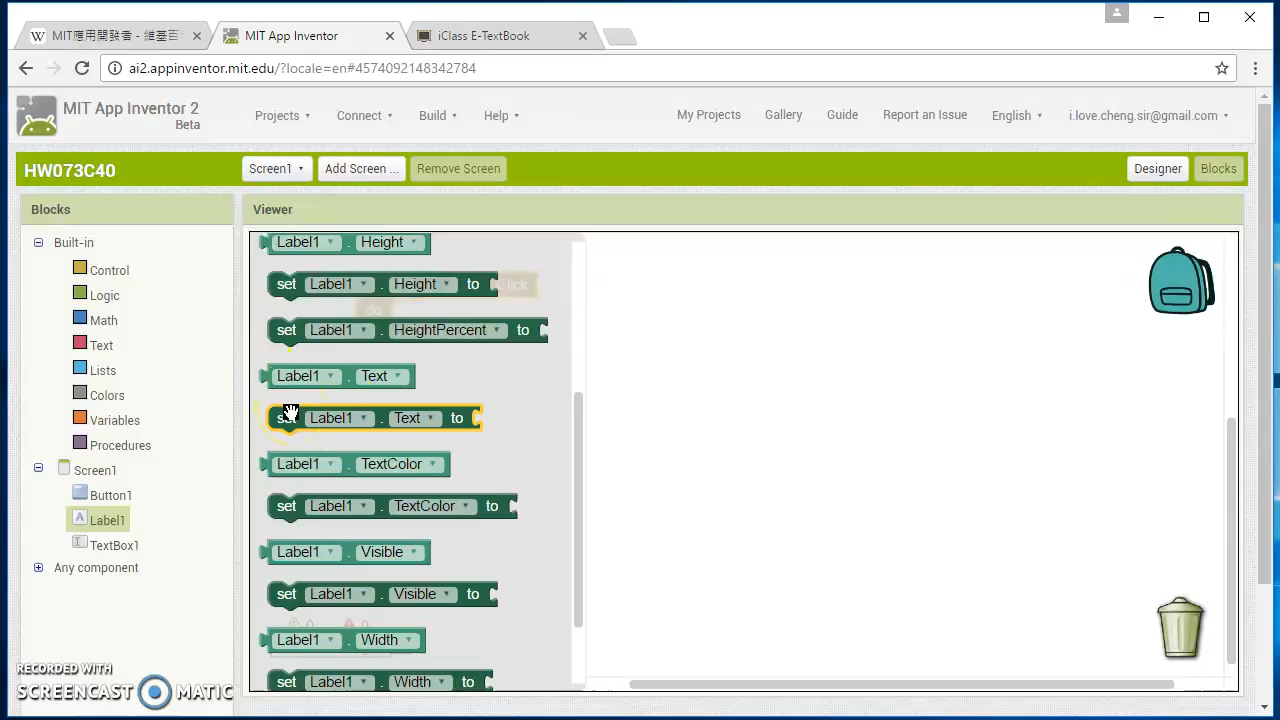 MIT應用開發者 - 維基百
MIT App Inventor
iClass E-TextBook
ai2.appinventor.mit.edu/?locale=en#4574092148342784
MIT App Inventor 2
Beta
Projects
Connect
Build
Help
My Projects
Gallery
Guide
Report an Issue
English
i.love.cheng.sir@gmail.com
HW073C40
Screen1
Add Screen ...
Remove Screen
Designer
Blocks
Blocks
Viewer
Built-in
Control
Logic
Math
Text
Lists
Colors
Variables
Procedures
Screen1
Button1
Label1
TextBox1
Any component
Label1 . Height
set Label1 . Height to
set Label1 . HeightPercent to
Label1 . Text
set Label1 . Text to
Label1 . TextColor
set Label1 . TextColor to
Label1 . Visible
set Label1 . Visible to
Label1 . Width
set Label1 . Width to
do
RECORDED WITH
SCREENCAST MATIC